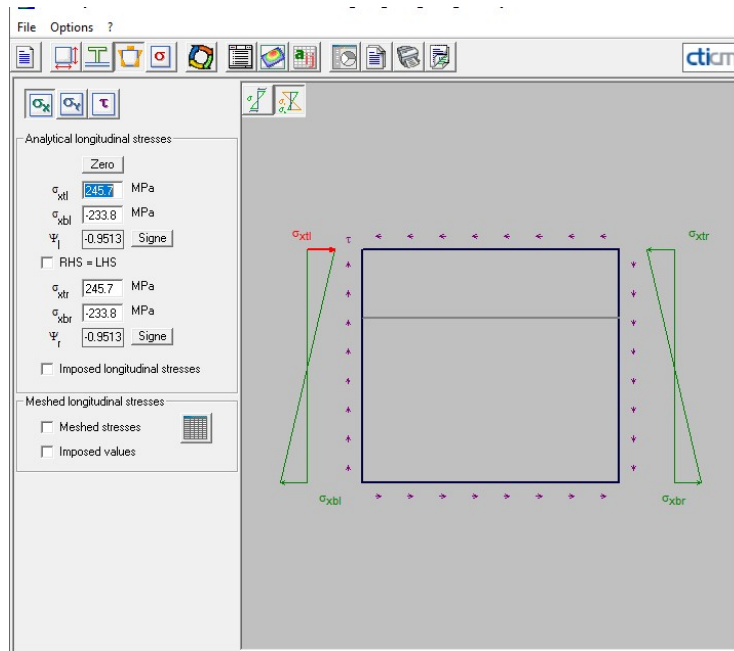 File Options ?
σ
a
cticm
σx σY τ
σ
σ
Analytical longitudinal stresses
Zero
σxtl 245.7 MPa
σxbl -233.8 MPa
Ψl -0.9513 Signe
RHS = LHS
σxtr 245.7 MPa
σxbr -233.8 MPa
Ψr -0.9513 Signe
Imposed longitudinal stresses
Meshed longitudinal stresses
Meshed stresses
Imposed values
σxtl τ σxtr
σxbl σxbr